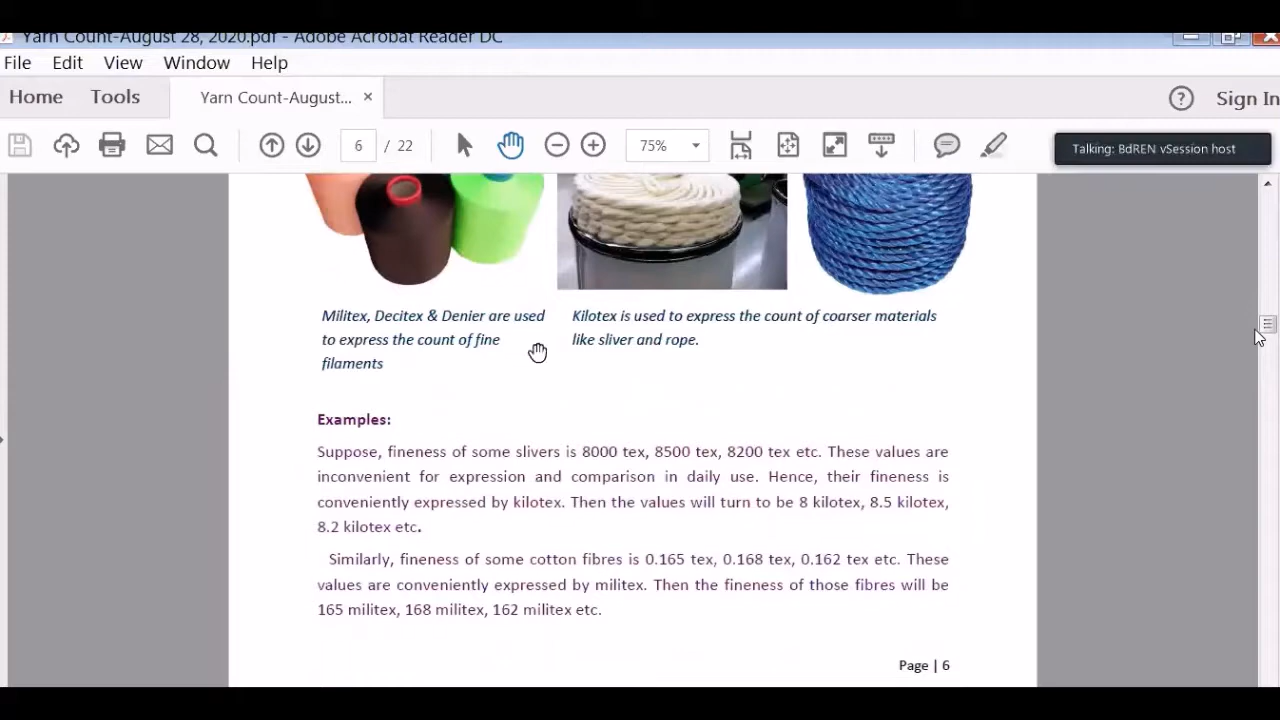 Yarn Count-August 28, 2020.pdf - Adobe Acrobat Reader DC
File Edit View Window Help
Home Tools Yarn Count-August... × ? Sign In
6 / 22 75% Talking: BdREN vSession host
Militex, Decitex & Denier are used
to express the count of fine
filaments
Kilotex is used to express the count of coarser materials
like sliver and rope.
Examples:
Suppose, fineness of some slivers is 8000 tex, 8500 tex, 8200 tex etc. These values are
inconvenient for expression and comparison in daily use. Hence, their fineness is
conveniently expressed by kilotex. Then the values will turn to be 8 kilotex, 8.5 kilotex,
8.2 kilotex etc.
Similarly, fineness of some cotton fibres is 0.165 tex, 0.168 tex, 0.162 tex etc. These
values are conveniently expressed by militex. Then the fineness of those fibres will be
165 militex, 168 militex, 162 militex etc.
Page | 6